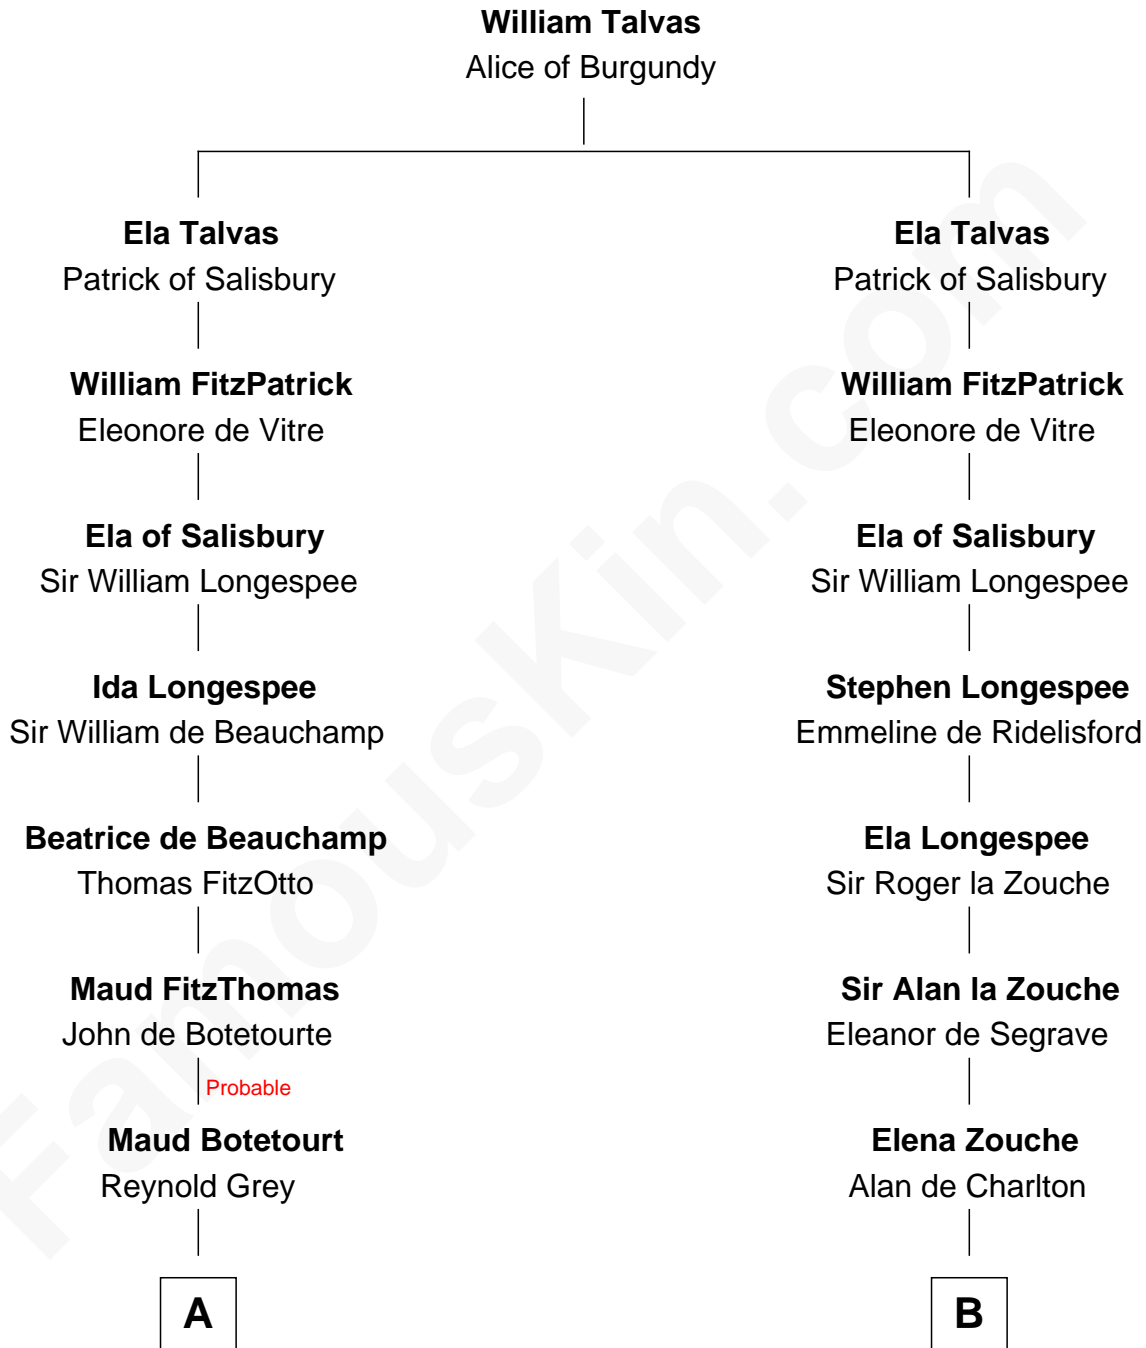 William Talvas
Alice of Burgundy
Ela Talvas
Patrick of Salisbury
William FitzPatrick
Eleonore de Vitre
Ela of Salisbury
Sir William Longespee
Ida Longespee
Sir William de Beauchamp
Beatrice de Beauchamp
Thomas FitzOtto
Maud FitzThomas
John de Botetourte
Probable
Maud Botetourt
Reynold Grey
A
Ela Talvas
Patrick of Salisbury
William FitzPatrick
Eleonore de Vitre
Ela of Salisbury
Sir William Longespee
Stephen Longespee
Emmeline de Ridelisford
Ela Longespee
Sir Roger la Zouche
Sir Alan la Zouche
Eleanor de Segrave
Elena Zouche
Alan de Charlton
B
FamousKin.com